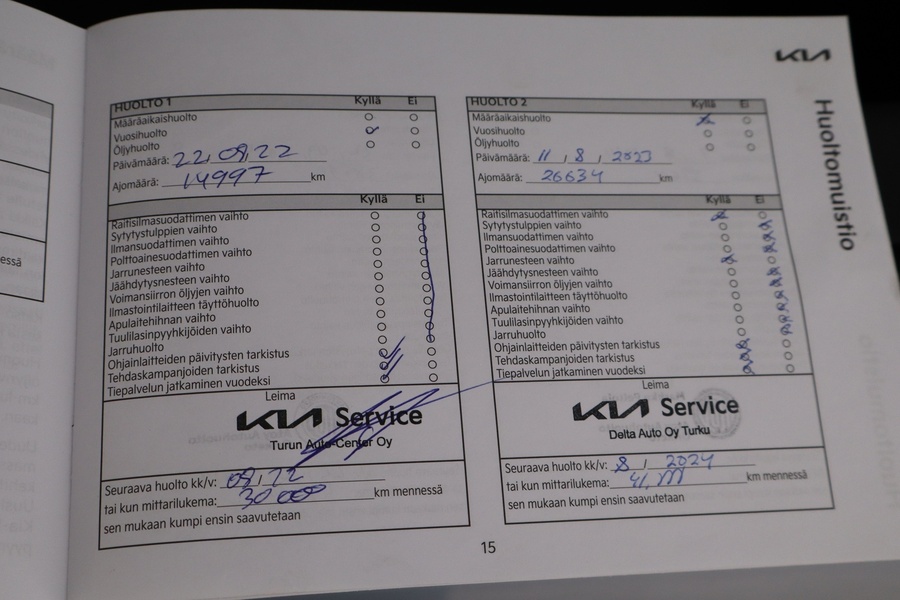 KIA
Huoltomuistio
HUOLTO 1 Kyllä Ei
Määräaikaishuolto
Vuosihuolto
Öljyhuolto
Päivämäärä: 22.09.22
Ajomäärä: 14997 km
Kyllä Ei
Raitisilmasuodattimen vaihto
Sytytystulppien vaihto
Ilmansuodattimen vaihto
Polttoainesuodattimen vaihto
Jarrunesteen vaihto
Jäähdytysnesteen vaihto
Voimansiirron öljyjen vaihto
Ilmastointilaitteen täyttöhuolto
Apulaitehihnan vaihto
Tuulilasinpyyhkijöiden vaihto
Jarruhuolto
Ohjainlaitteiden päivitysten tarkistus
Tehdaskampanjoiden tarkistus
Tiepalvelun jatkaminen vuodeksi
Leima
KIA Service
Turun Auto-Center Oy
Seuraava huolto kk/v:
tai kun mittarilukema: 30 000 km mennessä
sen mukaan kumpi ensin saavutetaan
HUOLTO 2 Kyllä Ei
Määräaikaishuolto
Vuosihuolto
Öljyhuolto
Päivämäärä: 11, 8, 2023
Ajomäärä: 26634 km
Kyllä Ei
Raitisilmasuodattimen vaihto
Sytytystulppien vaihto
Ilmansuodattimen vaihto
Polttoainesuodattimen vaihto
Jarrunesteen vaihto
Jäähdytysnesteen vaihto
Voimansiirron öljyjen vaihto
Ilmastointilaitteen täyttöhuolto
Apulaitehihnan vaihto
Tuulilasinpyyhkijöiden vaihto
Jarruhuolto
Ohjainlaitteiden päivitysten tarkistus
Tehdaskampanjoiden tarkistus
Tiepalvelun jatkaminen vuodeksi
Leima
KIA Service
Delta Auto Oy Turku
Seuraava huolto kk/v: 8, 2024
tai kun mittarilukema: km mennessä
sen mukaan kumpi ensin saavutetaan
15